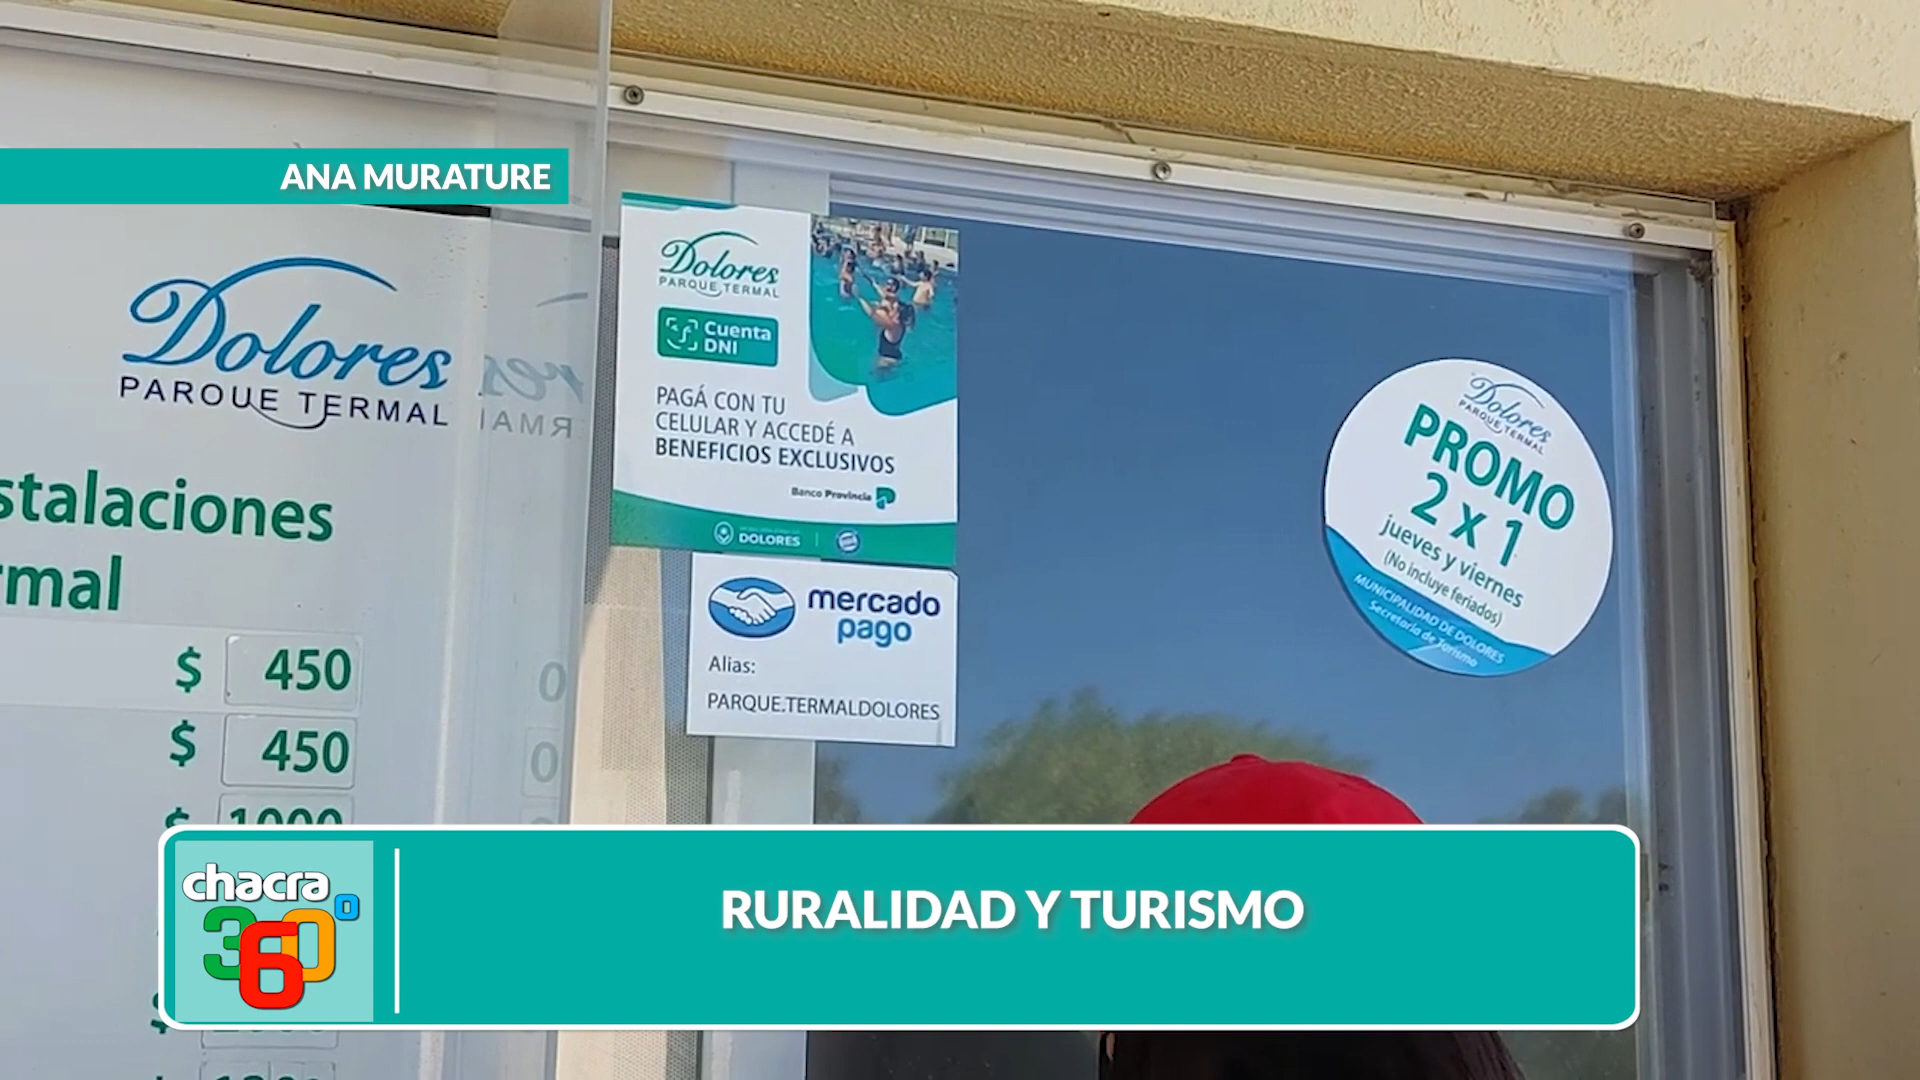 ANA MURATURE
Dolores
PARQUE TERMAL
stalaciones
rmal
$ 450
$ 450
$ 1000
Dolores
PARQUE TERMAL
Cuenta
DNI
PAGÁ CON TU
CELULAR Y ACCEDÉ A
BENEFICIOS EXCLUSIVOS
Banco Provincia
DOLORES
mercado
pago
Alias:
PARQUE.TERMALDOLORES
Dolores
PARQUE TERMAL
PROMO
2 x 1
jueves y viernes
(No incluye feriados)
MUNICIPALIDAD DE DOLORES
Secretaría de Turismo
chacra
360°
RURALIDAD Y TURISMO